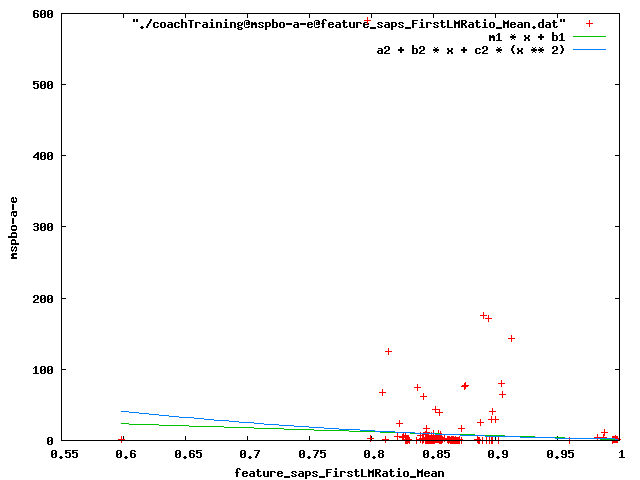 600
"./coachTraining@mspbo-a-e@feature_saps_FirstLMRatio_Mean.dat"
m1 * x + b1
a2 + b2 * x + c2 * (x ** 2)
500
400
300
200
100
0
mspbo-a-e
0.55 0.6 0.65 0.7 0.75 0.8 0.85 0.9 0.95 1
feature_saps_FirstLMRatio_Mean